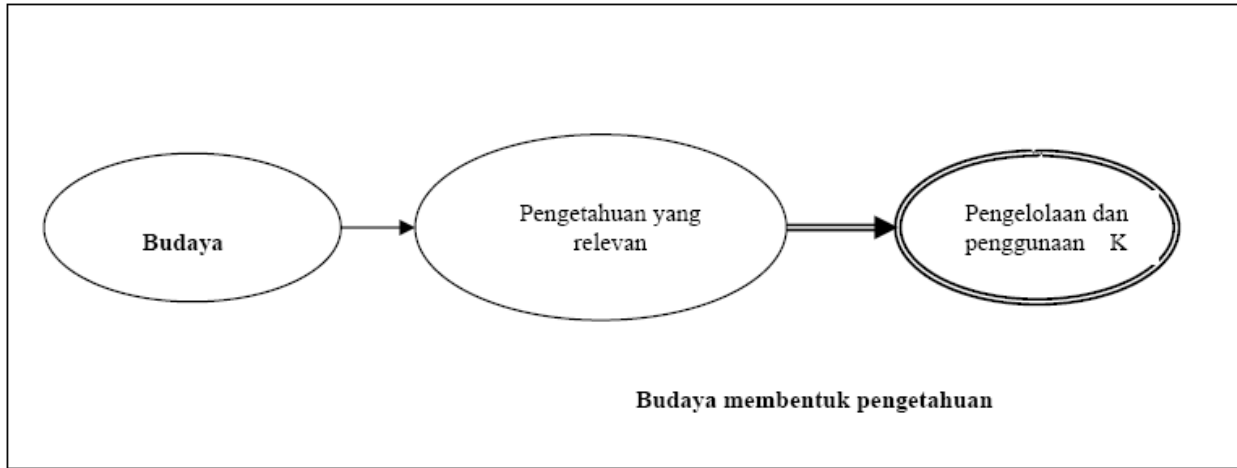 Budaya
Pengetahuan yang
relevan
Pengelolaan dan
penggunaan K
Budaya membentuk pengetahuan